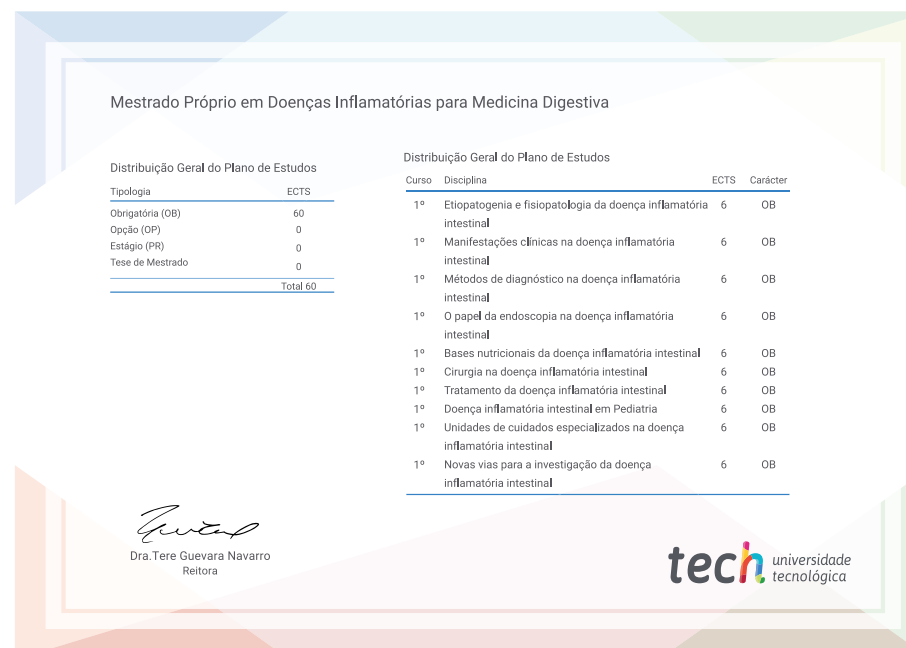 Mestrado Próprio em Doenças Inflamatórias para Medicina Digestiva
Distribuição Geral do Plano de Estudos
Tipologia ECTS
Obrigatória (OB) 60
Opção (OP) 0
Estágio (PR) 0
Tese de Mestrado 0
Total 60
Distribuição Geral do Plano de Estudos
Curso Disciplina ECTS Carácter
1º Etiopatogenia e fisiopatologia da doença inflamatória 6 OB
intestinal
1º Manifestações clínicas na doença inflamatória 6 OB
intestinal
1º Métodos de diagnóstico na doença inflamatória 6 OB
intestinal
1º O papel da endoscopia na doença inflamatória 6 OB
intestinal
1º Bases nutricionais da doença inflamatória intestinal 6 OB
1º Cirurgia na doença inflamatória intestinal 6 OB
1º Tratamento da doença inflamatória intestinal 6 OB
1º Doença inflamatória intestinal em Pediatria 6 OB
1º Unidades de cuidados especializados na doença 6 OB
inflamatória intestinal
1º Novas vias para a investigação da doença 6 OB
inflamatória intestinal
Dra.Tere Guevara Navarro
Reitora
tech universidade
tecnológica